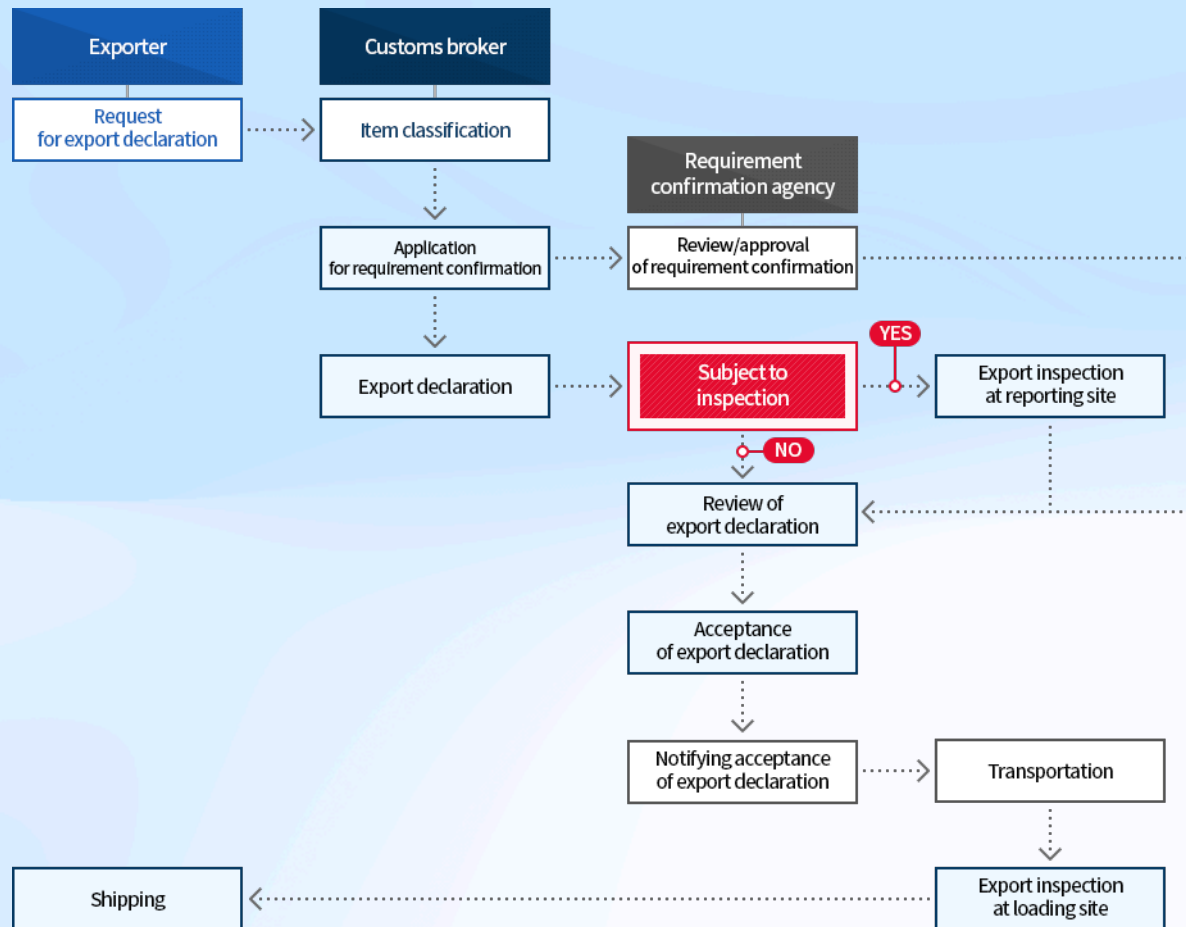 Exporter
Customs broker
Request
for export declaration
Item classification
Requirement
confirmation agency
Application
for requirement confirmation
Review/approval
of requirement confirmation
YES
Export declaration
Subject to
inspection
Export inspection
at reporting site
NO
Review of
export declaration
Acceptance
of export declaration
Notifying acceptance
of export declaration
Transportation
Shipping
Export inspection
at loading site